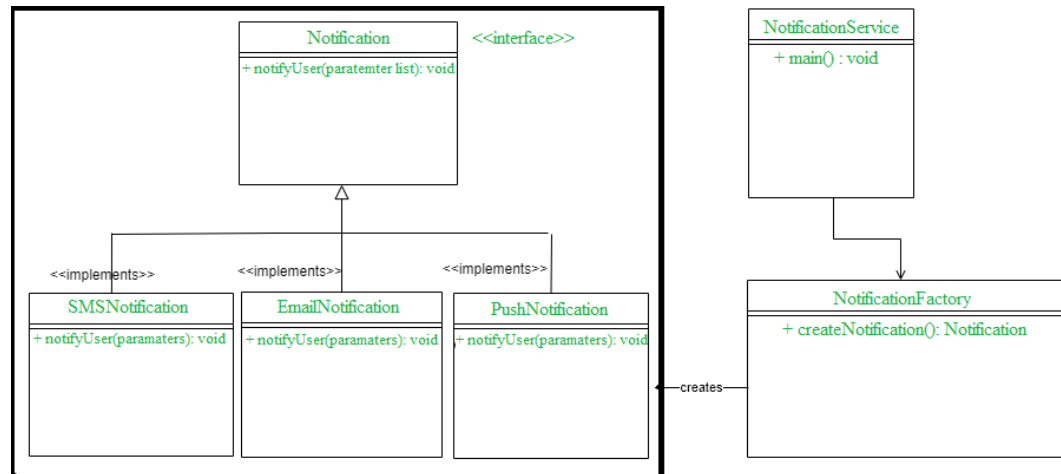 Notification
<<interface>>
+ notifyUser(paratemter list): void
NotificationService
+ main() : void
<<implements>>
<<implements>>
<<implements>>
SMSNotification
+ notifyUser(paramaters): void
EmailNotification
+ notifyUser(paramaters): void
PushNotification
+ notifyUser(paramaters): void
creates
NotificationFactory
+ createNotification(): Notification